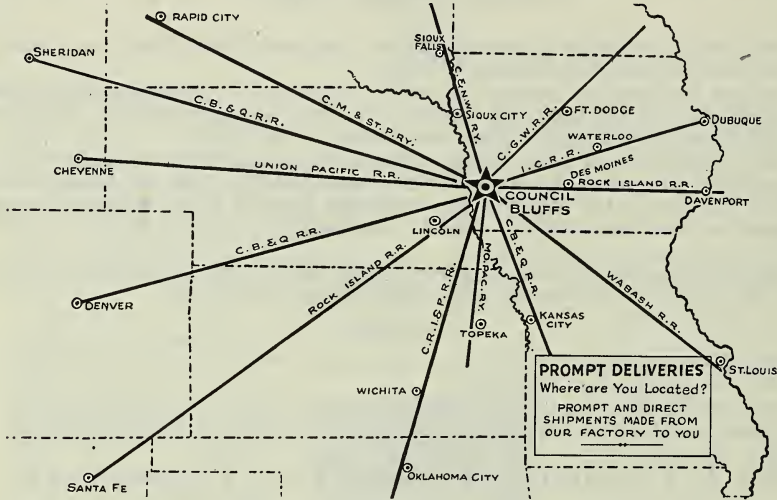 RAPID CITY
SHERIDAN
SIOUX
FALLS
C.&N.W.RY.
C.B.&Q.R.R.
C.M.&ST.P.RY.
SIOUX CITY
C.G.W.R.R.
FT. DODGE
WATERLOO
DUBUQUE
I.C.R.R.
CHEYENNE
UNION PACIFIC R.R.
DES MOINES
ROCK ISLAND R.R.
DAVENPORT
COUNCIL
BLUFFS
LINCOLN
C.B.&Q R.R.
ROCK ISLAND R.R.
C.R.I.&P.R.R.
MO.PAC.RY.
C.B.&Q R.R.
WABASH R.R.
DENVER
TOPEKA
KANSAS
CITY
ST. LOUIS
WICHITA
SANTA FE
OKLAHOMA CITY
PROMPT DELIVERIES
Where are You Located?
PROMPT AND DIRECT
SHIPMENTS MADE FROM
OUR FACTORY TO YOU